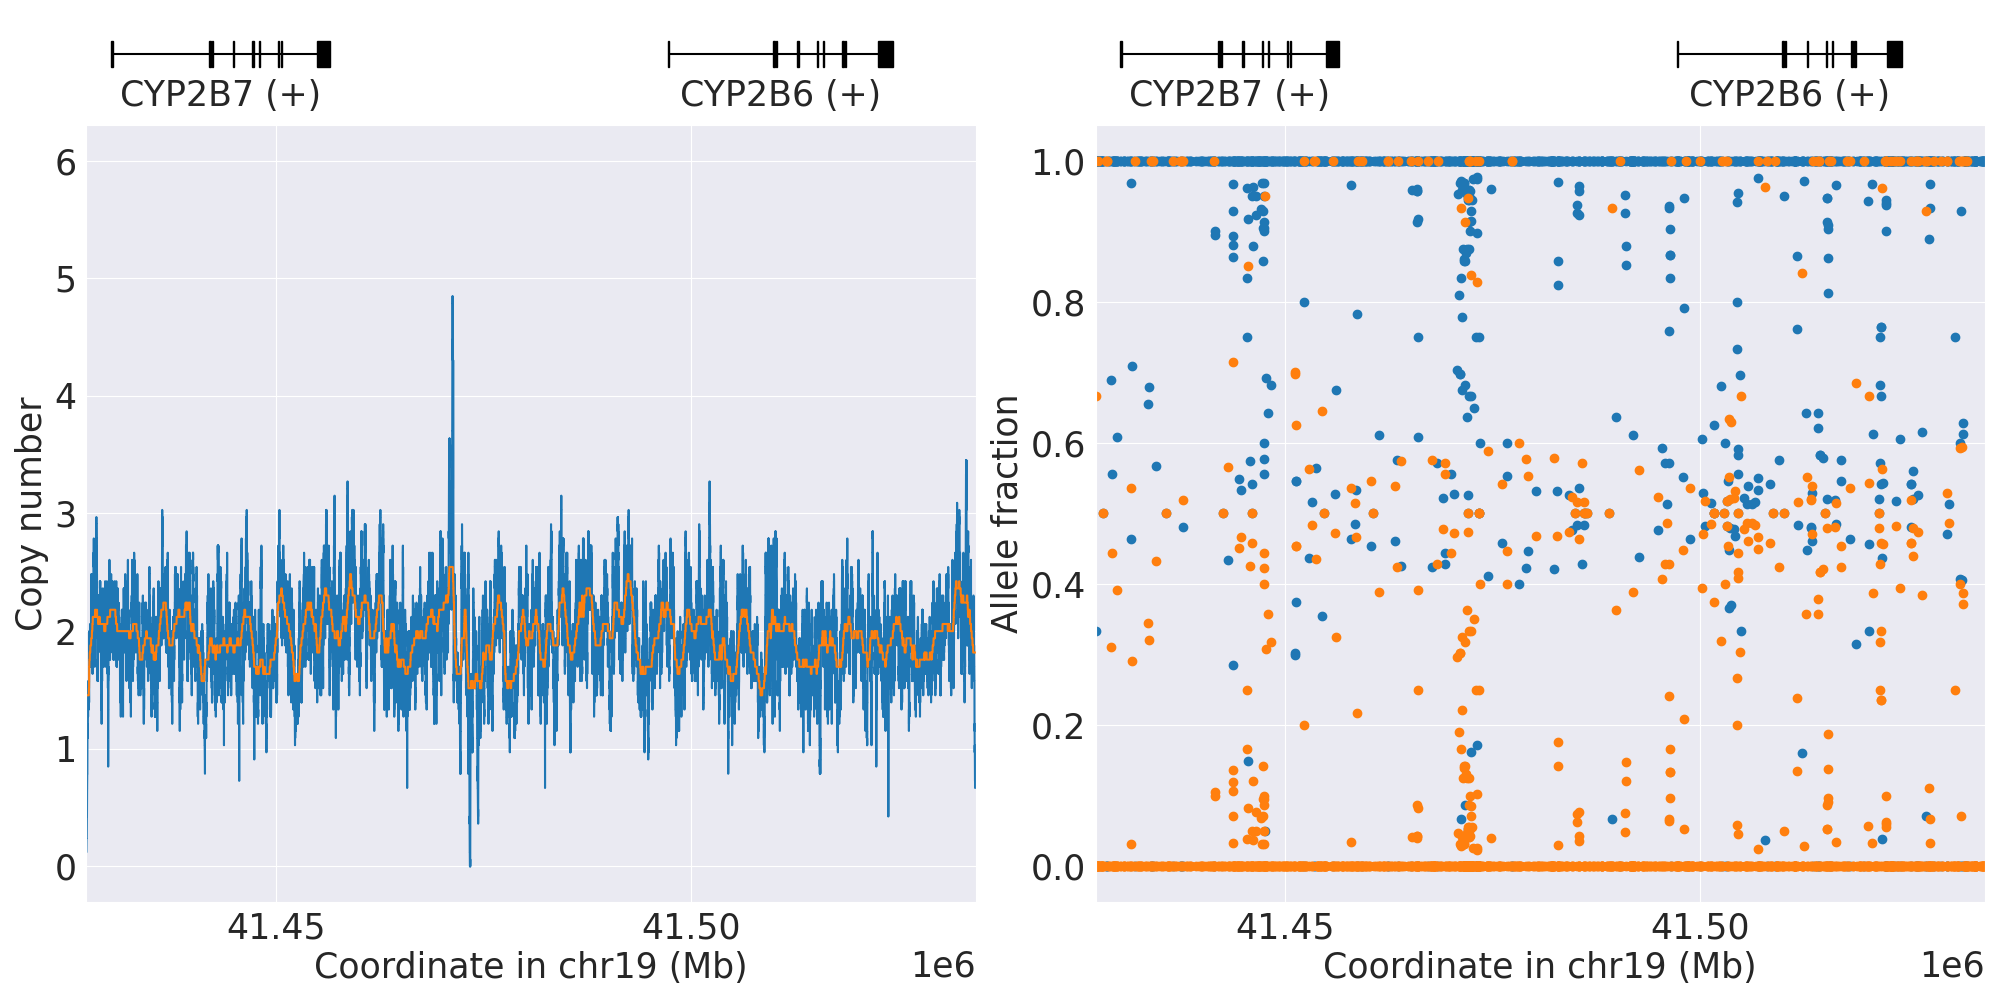 CYP2B7 (+)
CYP2B6 (+)
6
5
4
3
2
1
0
Copy number
41.45
41.50
Coordinate in chr19 (Mb)
1e6
CYP2B7 (+)
CYP2B6 (+)
1.0
0.8
0.6
0.4
0.2
0.0
Allele fraction
41.45
41.50
Coordinate in chr19 (Mb)
1e6